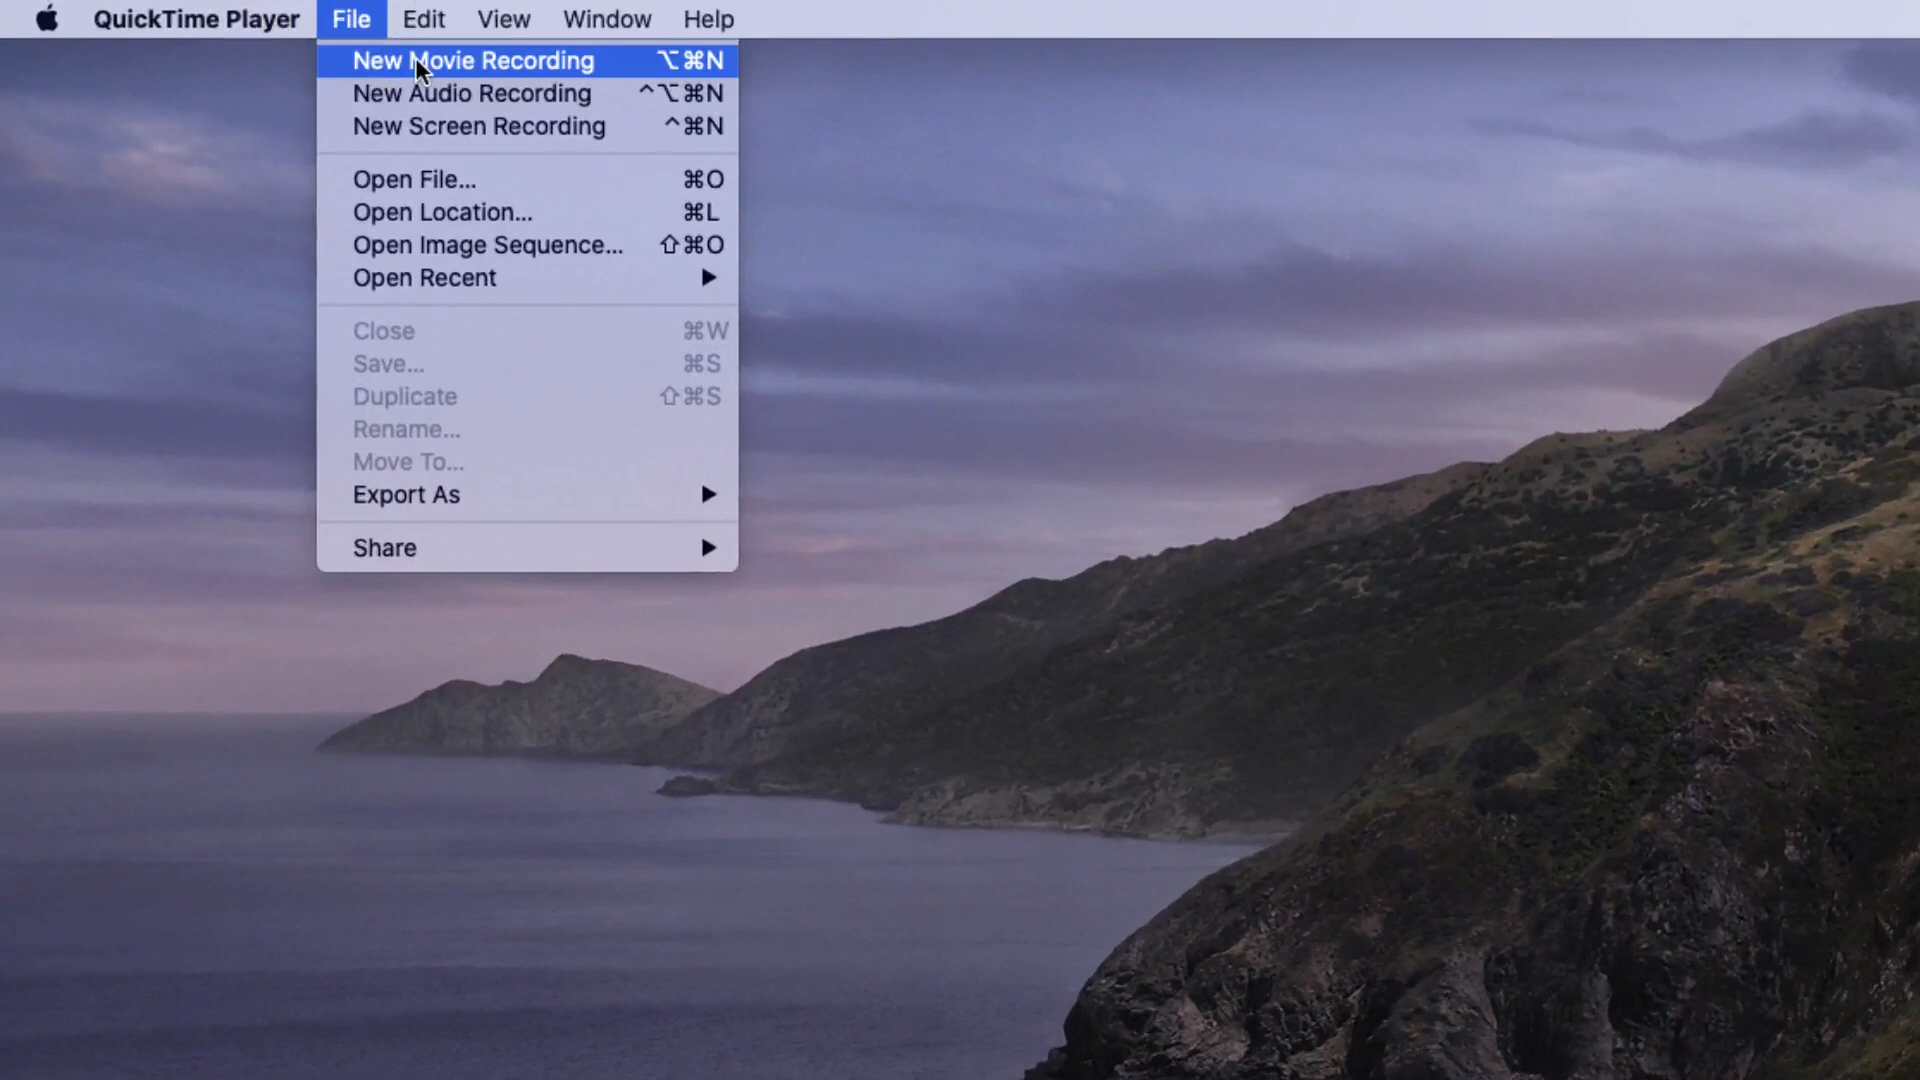 QuickTime Player File Edit View Window Help
New Movie Recording ⌥⌘N
New Audio Recording ^⌥⌘N
New Screen Recording ^⌘N
Open File... ⌘O
Open Location... ⌘L
Open Image Sequence... ⇧⌘O
Open Recent ▶
Close ⌘W
Save... ⌘S
Duplicate ⇧⌘S
Rename...
Move To...
Export As ▶
Share ▶